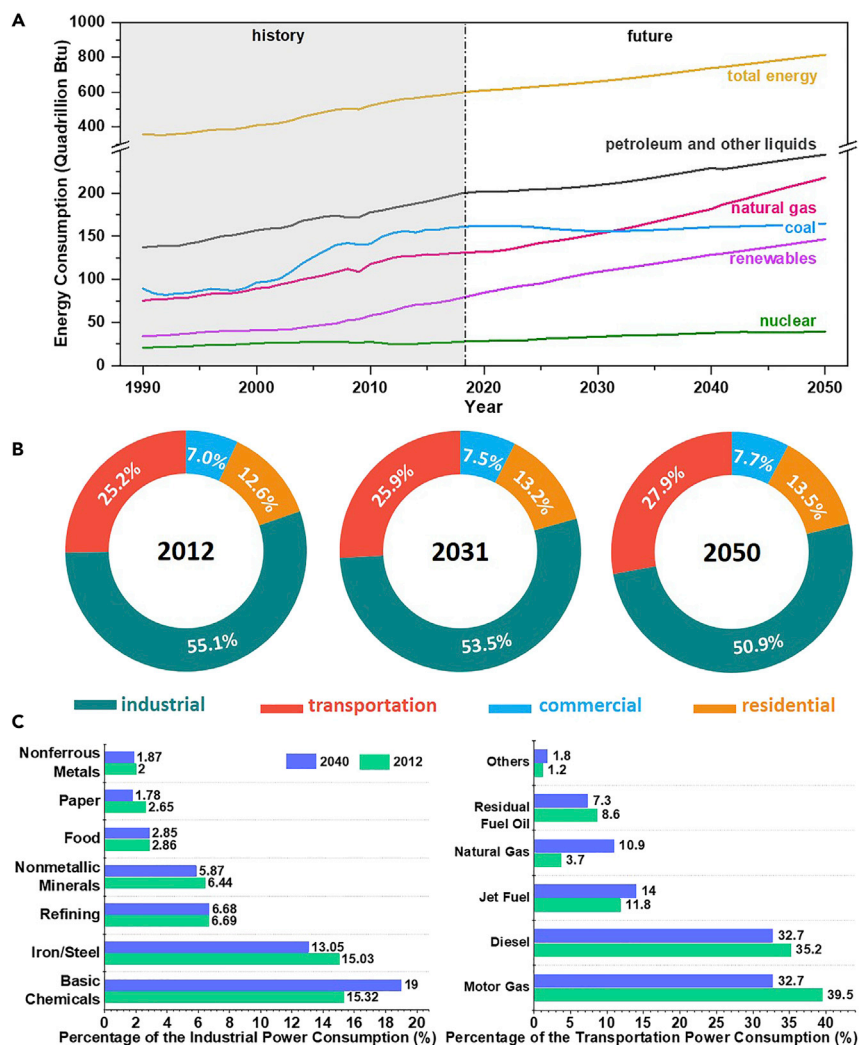 A
history
future
total energy
petroleum and other liquids
natural gas
coal
renewables
nuclear
Energy Consumption (Quadrillion Btu)
1000
800
600
400
200
150
100
50
0
1990
2000
2010
2020
2030
2040
2050
Year
B
25.2%
7.0%
12.6%
2012
55.1%
25.9%
7.5%
13.2%
2031
53.5%
27.9%
7.7%
13.5%
2050
50.9%
industrial
transportation
commercial
residential
C
2040
2012
Nonferrous
Metals
1.87
2
Paper
1.78
2.65
Food
2.85
2.86
Nonmetallic
Minerals
5.87
6.44
Refining
6.68
6.69
Iron/Steel
13.05
15.03
Basic
Chemicals
19
15.32
0 2 4 6 8 10 12 14 16 18 20
Percentage of the Industrial Power Consumption (%)
Others
1.8
1.2
Residual
Fuel Oil
7.3
8.6
Natural Gas
10.9
3.7
Jet Fuel
14
11.8
Diesel
32.7
35.2
Motor Gas
32.7
39.5
0 5 10 15 20 25 30 35 40
Percentage of the Transportation Power Consumption (%)